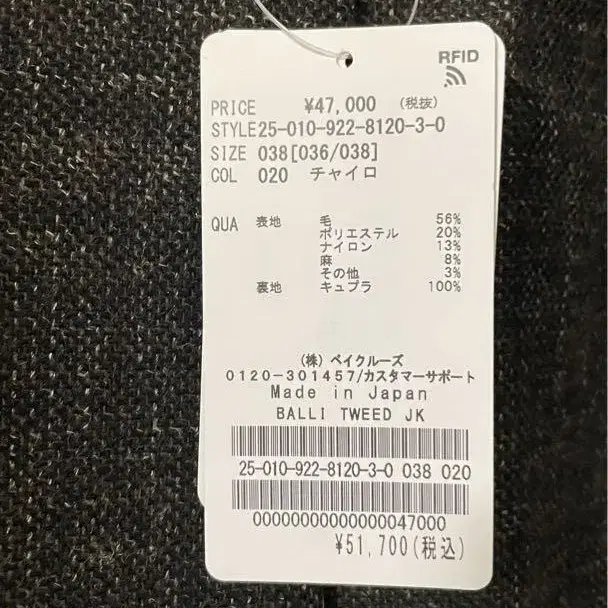 RFID
PRICE ¥47,000 (税抜)
STYLE25-010-922-8120-3-0
SIZE 038[036/038]
COL 020 チャイロ
QUA 表地 毛 56%
ポリエステル 20%
ナイロン 13%
麻 8%
その他 3%
裏地 キュプラ 100%
(株) ベイクルーズ
0120-301457/カスタマーサポート
Made in Japan
BALLI TWEED JK
25-010-922-8120-3-0 038 020
00000000000000047000
¥51,700(税込)